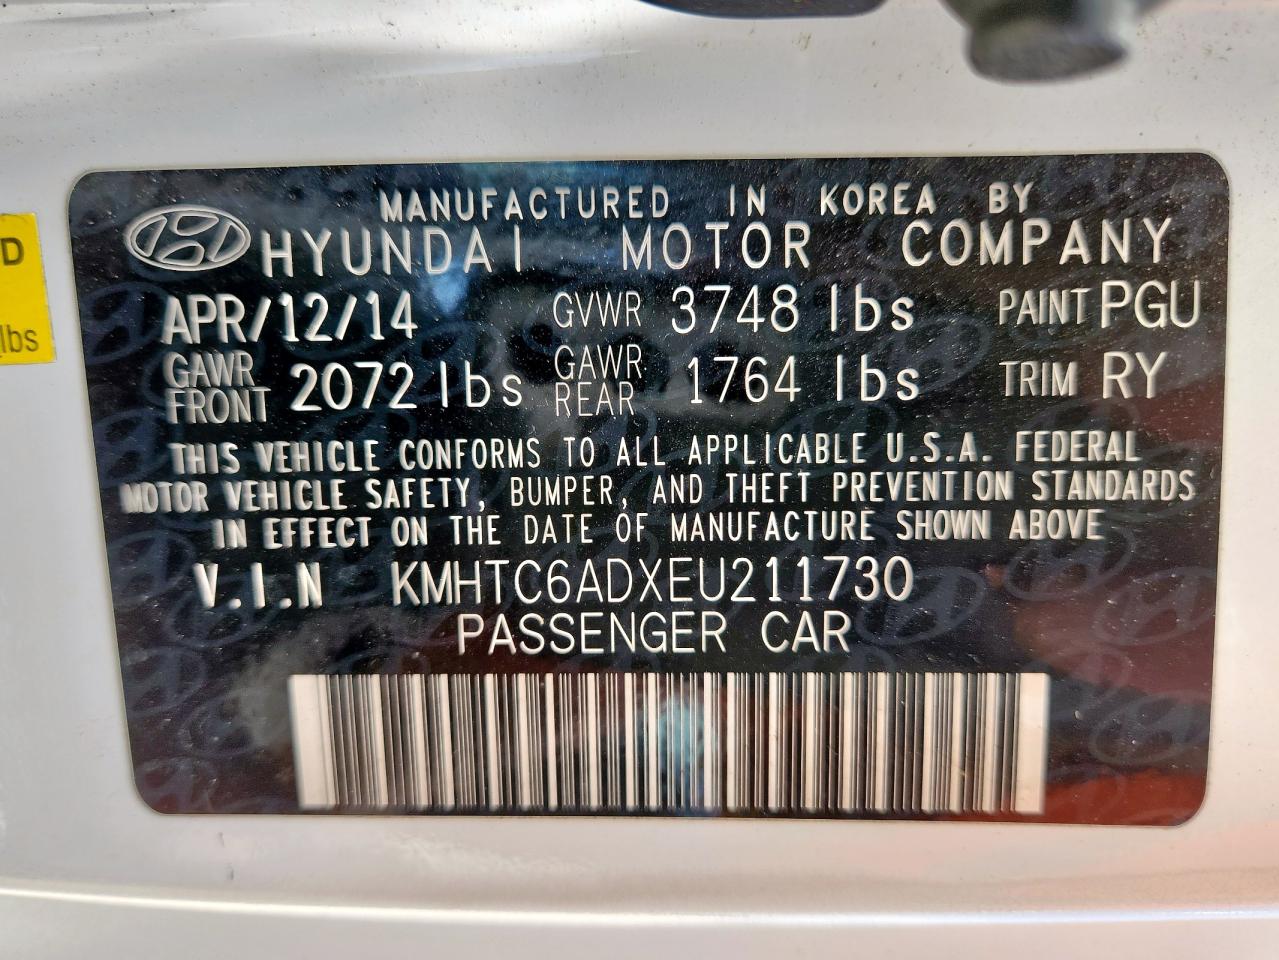 MANUFACTURED IN KOREA BY
HYUNDAI MOTOR COMPANY
APR/12/14 GVWR 3748 lbs PAINT PGU
GAWR FRONT 2072 lbs GAWR REAR 1764 lbs TRIM RY
THIS VEHICLE CONFORMS TO ALL APPLICABLE U.S.A. FEDERAL
MOTOR VEHICLE SAFETY, BUMPER, AND THEFT PREVENTION STANDARDS
IN EFFECT ON THE DATE OF MANUFACTURE SHOWN ABOVE
V.I.N KMHTC6ADXEU211730
PASSENGER CAR
D
lbs